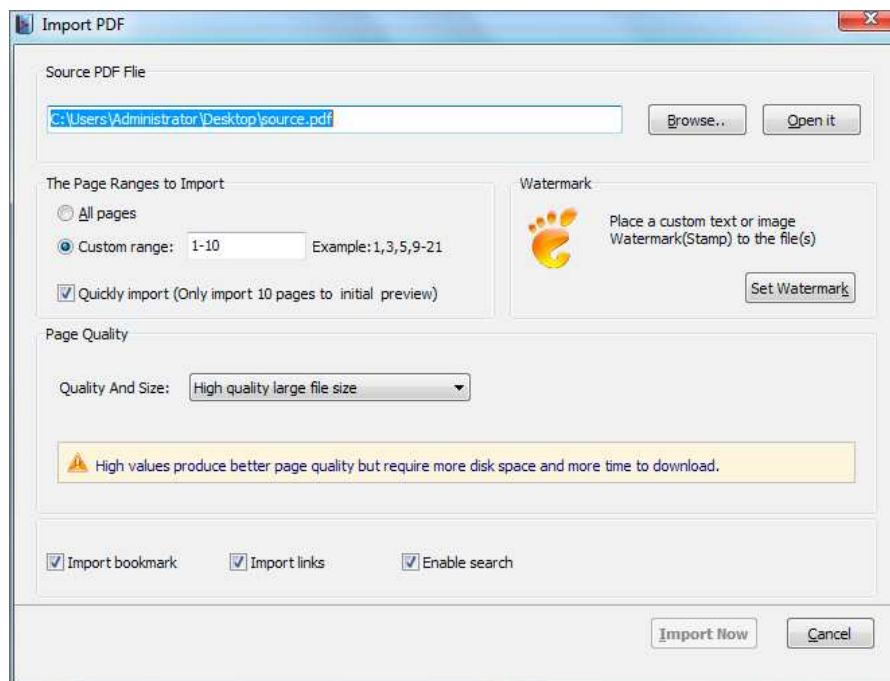 Import PDF
Source PDF Flie
C:\Users\Administrator\Desktop\source.pdf
Browse..
Open it
The Page Ranges to Import
All pages
Custom range: 1-10 Example:1,3,5,9-21
Quickly import (Only import 10 pages to initial preview)
Watermark
Place a custom text or image
Watermark(Stamp) to the file(s)
Set Watermark
Page Quality
Quality And Size: High quality large file size
High values produce better page quality but require more disk space and more time to download.
Import bookmark Import links Enable search
Import Now Cancel